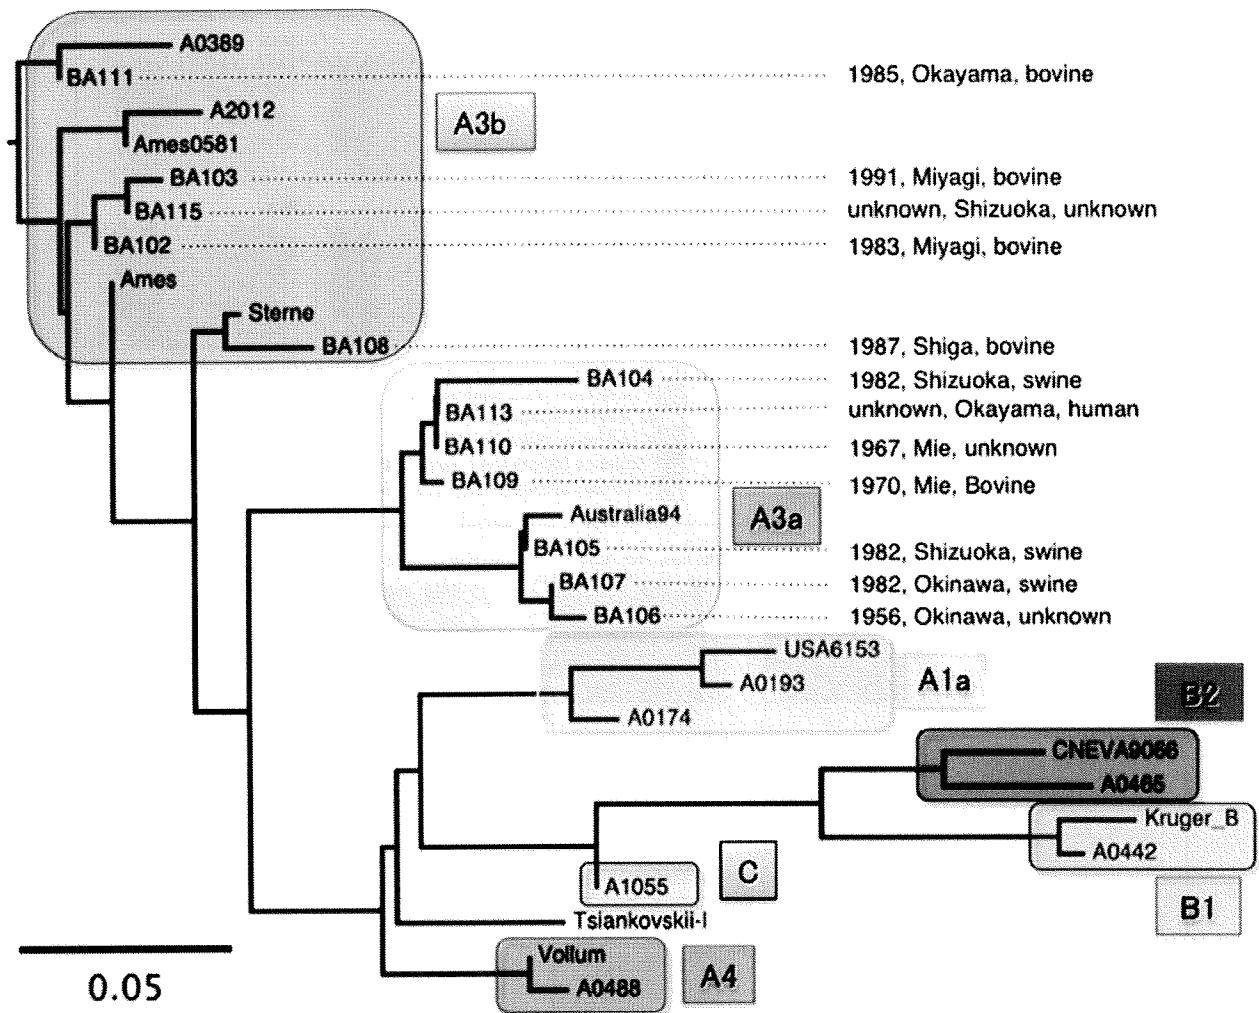 A0389
BA111 1985, Okayama, bovine
A2012
A3b
Ames0581
BA103 1991, Miyagi, bovine
BA115 unknown, Shizuoka, unknown
BA102 1983, Miyagi, bovine
Ames
Sterne
BA108 1987, Shiga, bovine
BA104 1982, Shizuoka, swine
BA113 unknown, Okayama, human
BA110 1967, Mie, unknown
BA109 1970, Mie, Bovine
Australia94
A3a
BA105 1982, Shizuoka, swine
BA107 1982, Okinawa, swine
BA106 1956, Okinawa, unknown
USA6153
A0193
A1a
A0174
B2
CNEVA9066
A0465
Kruger_B
A0442
C
A1055
B1
Tsiankovskii-I
Vollum
A0488
A4
0.05